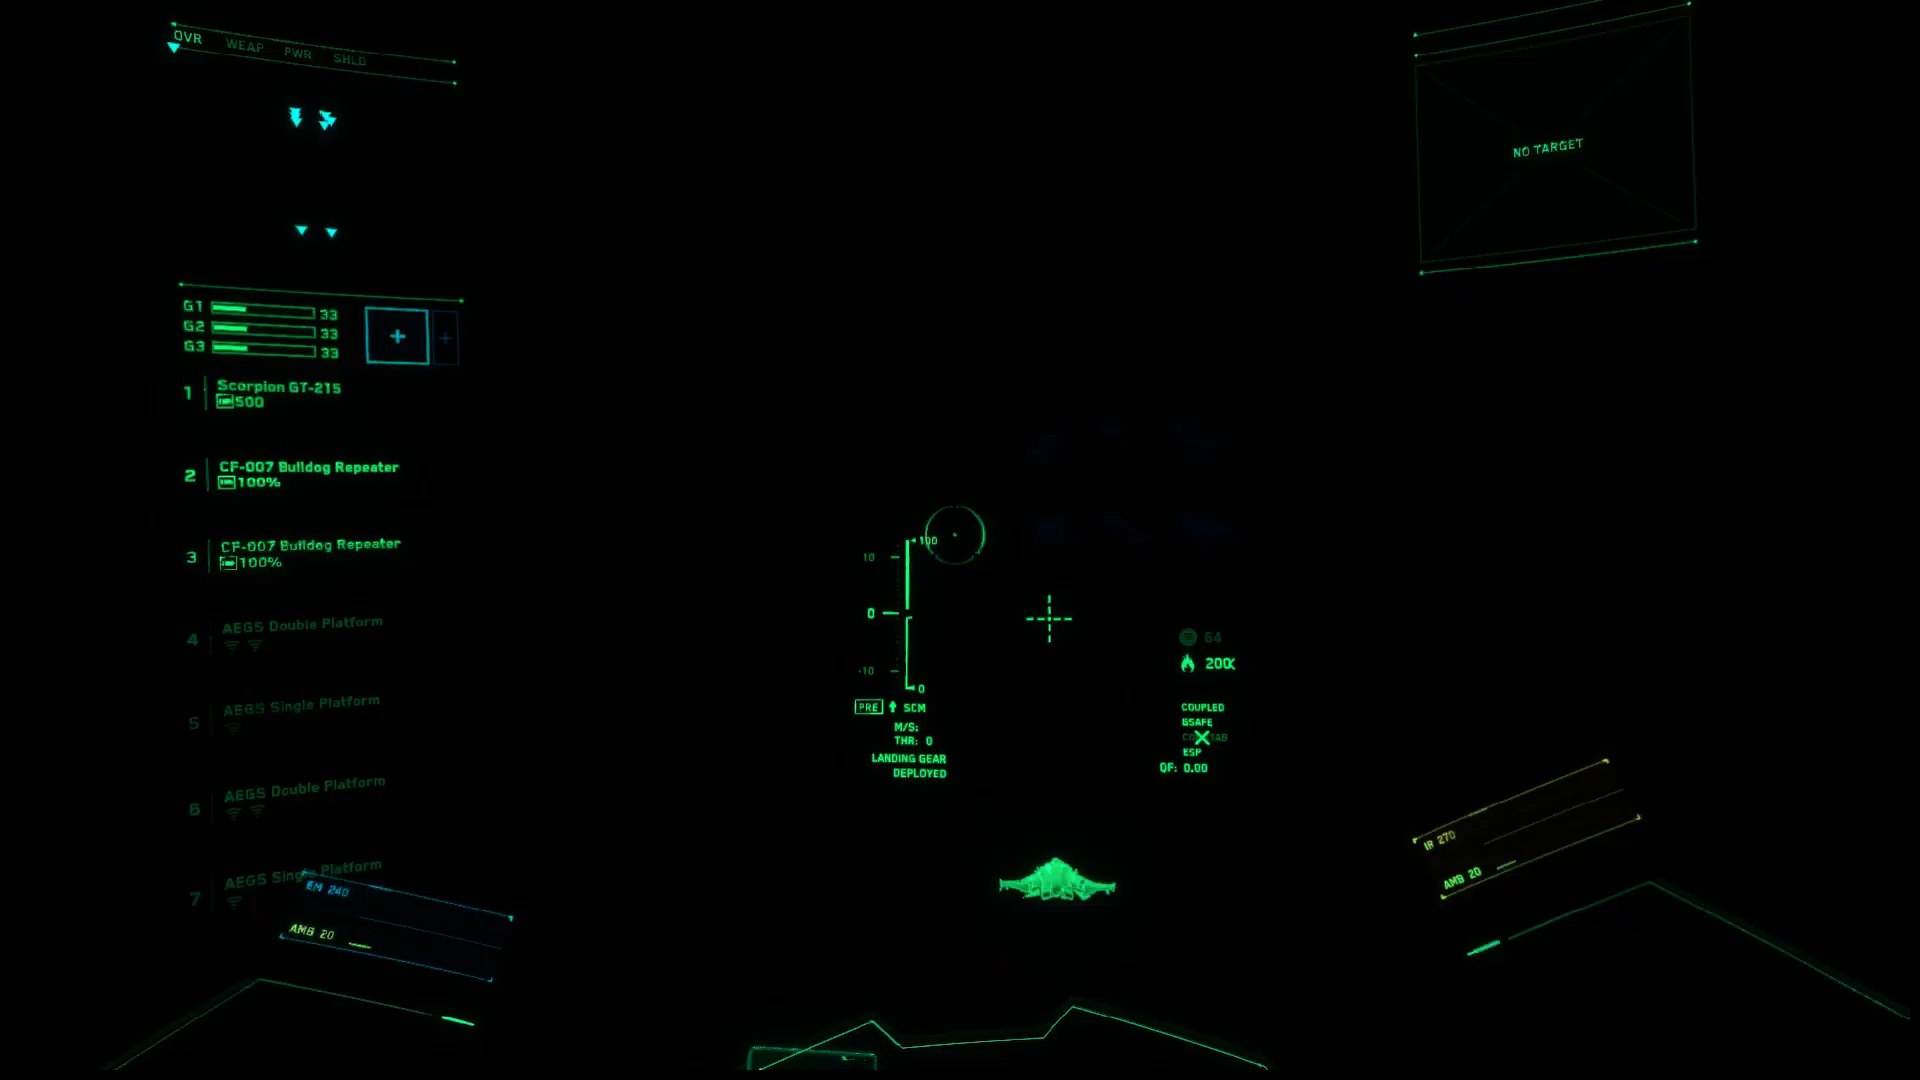 OVR WEAP PWR SHLD
NO TARGET
G1 33
G2 33
G3 33
1 Scorpion GT-215
500
2 CF-007 Bulldog Repeater
100%
3 CF-007 Bulldog Repeater
100%
4 AEGS Double Platform
5 AEGS Single Platform
6 AEGS Double Platform
7 AEGS Single Platform
EM 240
AMB 20
100
10
0
-10
0
PRE SCM
M/S:
THR: 0
LANDING GEAR
DEPLOYED
64
200
COUPLED
GSAFE
ESP
QF: 0.00
IR 270
AMB 20